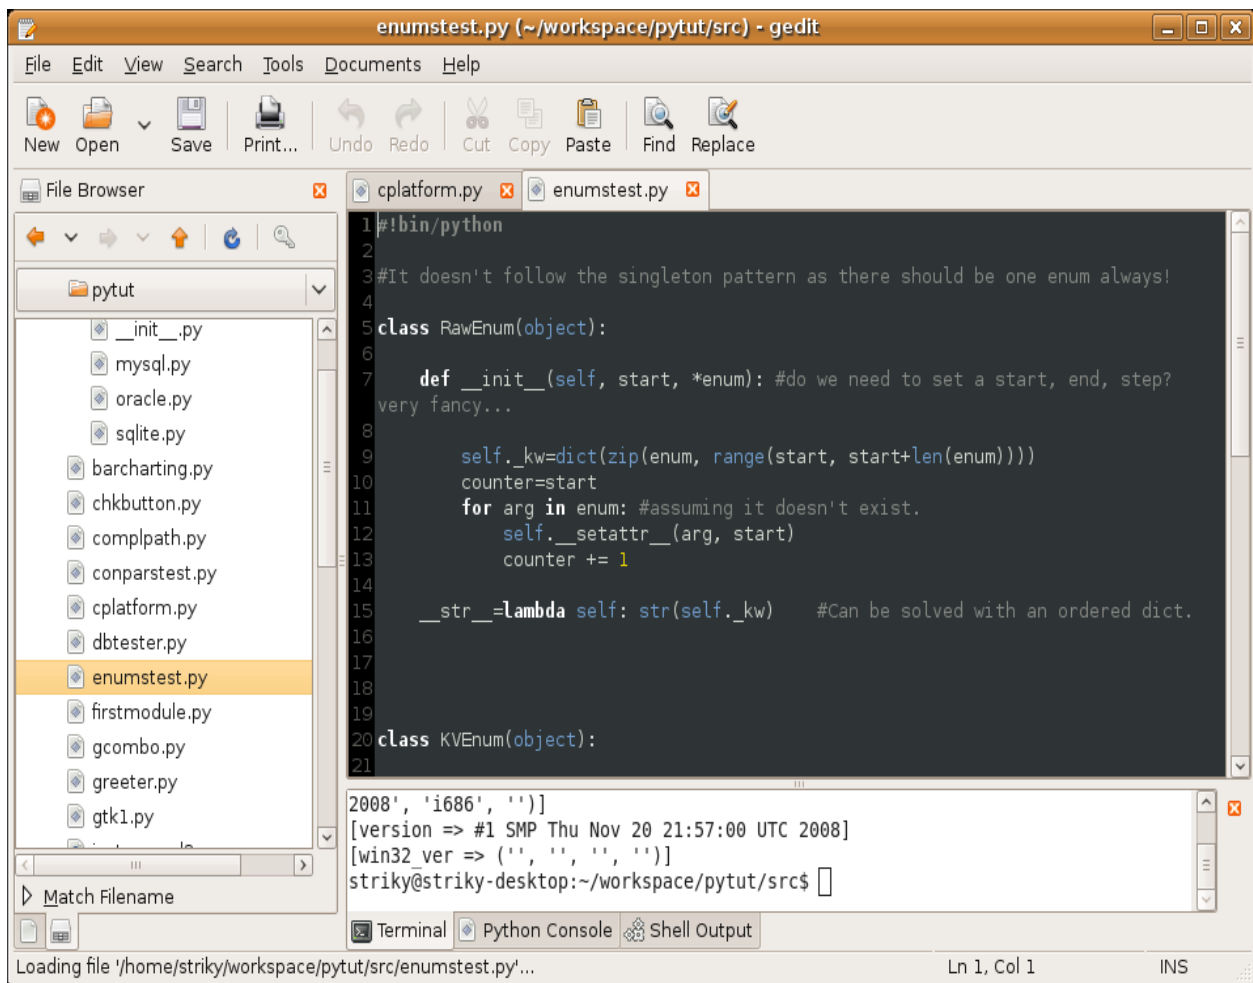 enumstest.py (~/workspace/pytut/src) - gedit
File Edit View Search Tools Documents Help
New Open Save Print... Undo Redo Cut Copy Paste Find Replace
File Browser
cplatform.py enumstest.py
pytut
__init__.py
mysql.py
oracle.py
sqlite.py
barcharting.py
chkbutton.py
complpath.py
conparstest.py
cplatform.py
dbtester.py
enumstest.py
firstmodule.py
gcombo.py
greeter.py
gtk1.py
Match Filename
1 #!bin/python
2
3 #It doesn't follow the singleton pattern as there should be one enum always!
4
5 class RawEnum(object):
6
7     def __init__(self, start, *enum): #do we need to set a start, end, step?
very fancy...
8
9         self._kw=dict(zip(enum, range(start, start+len(enum))))
10         counter=start
11         for arg in enum: #assuming it doesn't exist.
12             self.__setattr__(arg, start)
13             counter += 1
14
15     __str__=lambda self: str(self._kw)    #Can be solved with an ordered dict.
16
17
18
19
20 class KVEnum(object):
21
2008', 'i686', '')]
[version => #1 SMP Thu Nov 20 21:57:00 UTC 2008]
[win32_ver => ('', '', '', '')]
striky@striky-desktop:~/workspace/pytut/src$
Terminal Python Console Shell Output
Loading file '/home/striky/workspace/pytut/src/enumstest.py'... Ln 1, Col 1 INS